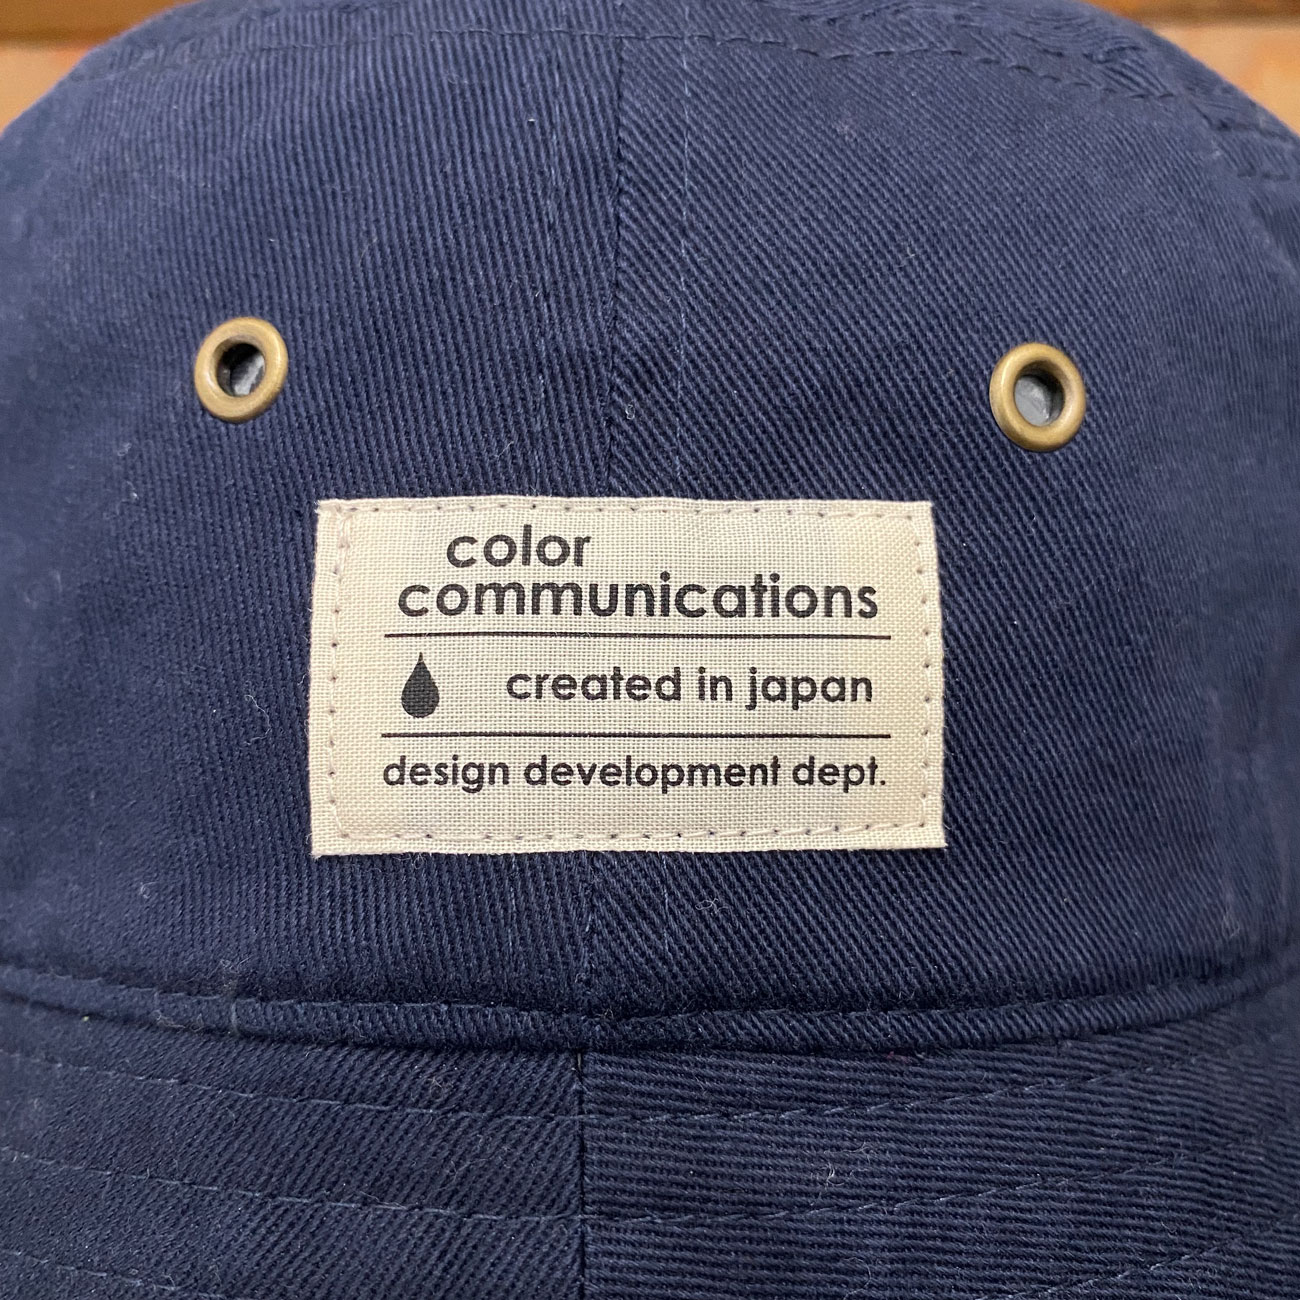 color
communications
created in japan
design development dept.